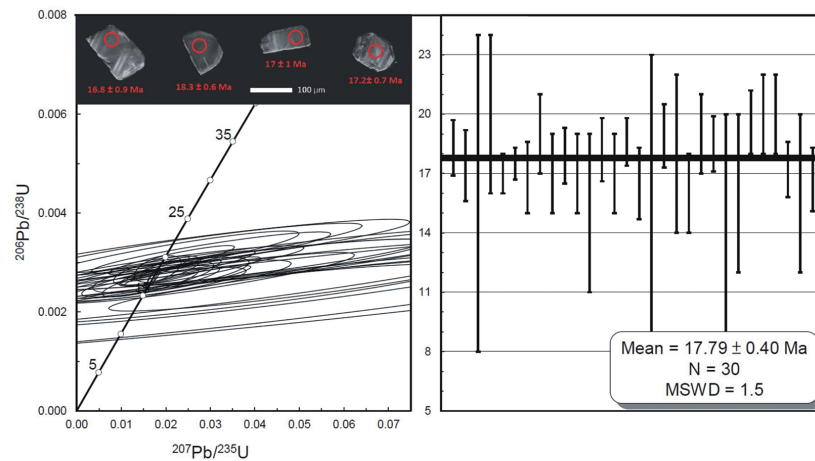 0.008
0.006
0.004
0.002
0.000
206Pb/238U
16.8 ± 0.9 Ma
18.3 ± 0.6 Ma
17 ± 1 Ma
17.2± 0.7 Ma
100 µm
35
25
5
0.00 0.01 0.02 0.03 0.04 0.05 0.06 0.07
207Pb/235U
23
20
17
14
11
8
5
Mean = 17.79 ± 0.40 Ma
N = 30
MSWD = 1.5